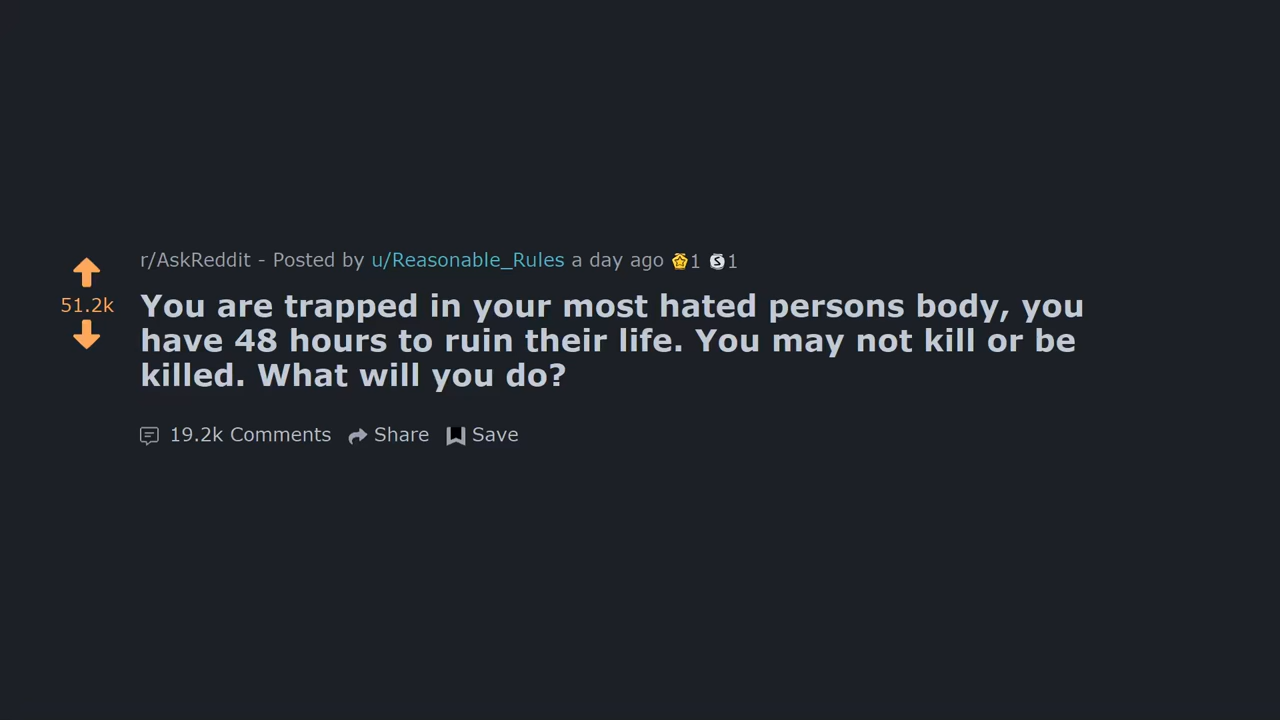 r/AskReddit - Posted by u/Reasonable_Rules a day ago 1 S 1
51.2k
You are trapped in your most hated persons body, you
have 48 hours to ruin their life. You may not kill or be
killed. What will you do?
19.2k Comments Share Save